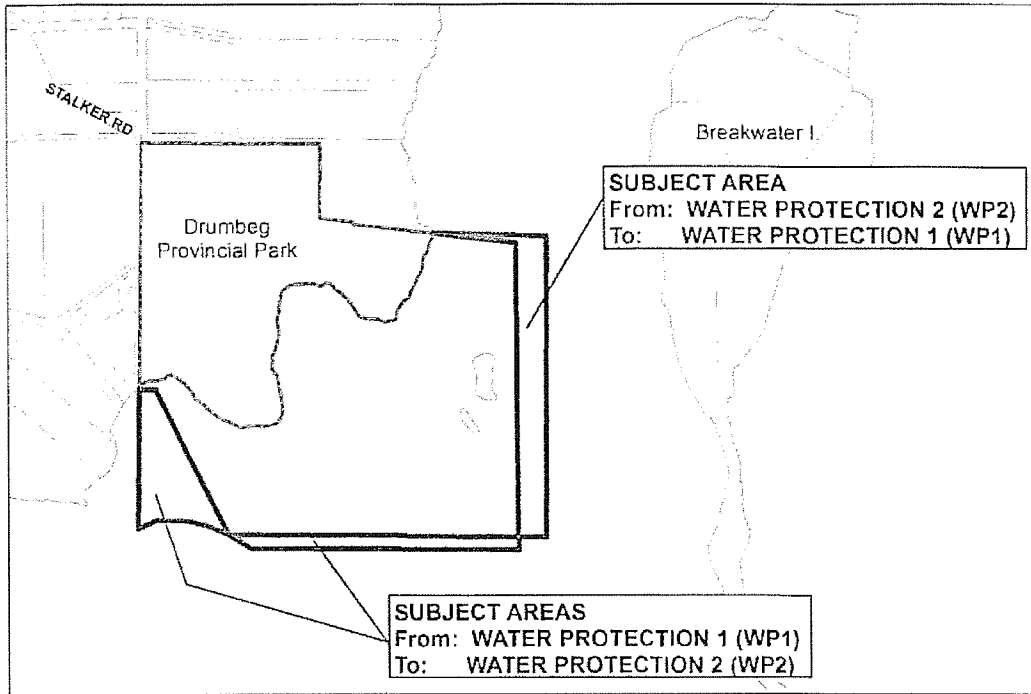 STALKER RD
Breakwater I.
Drumbeg
Provincial Park
SUBJECT AREA
From: WATER PROTECTION 2 (WP2)
To: WATER PROTECTION 1 (WP1)
SUBJECT AREAS
From: WATER PROTECTION 1 (WP1)
To: WATER PROTECTION 2 (WP2)